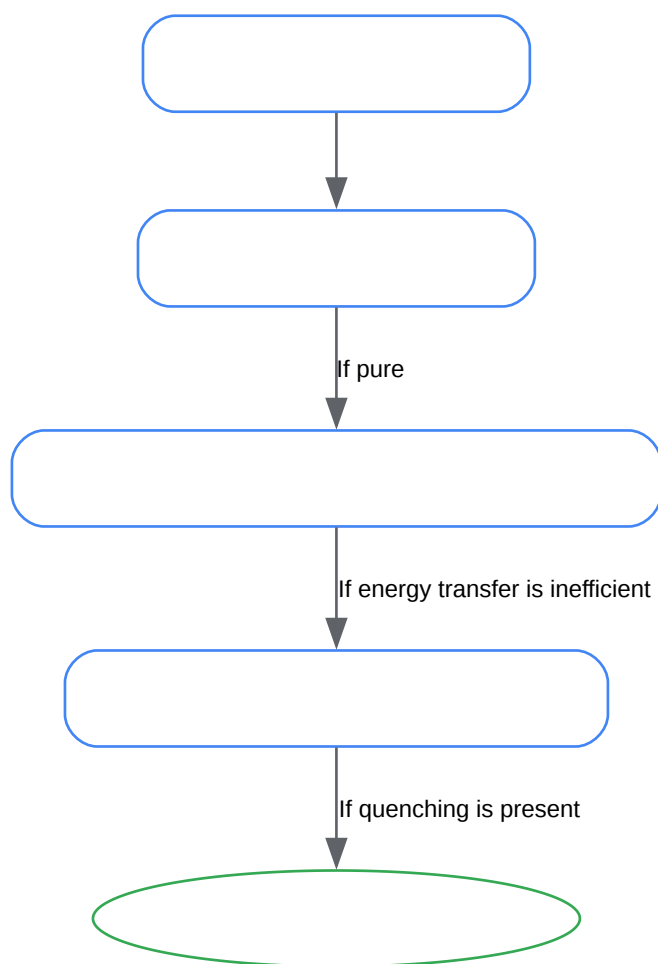 If pure
If energy transfer is inefficient
If quenching is present